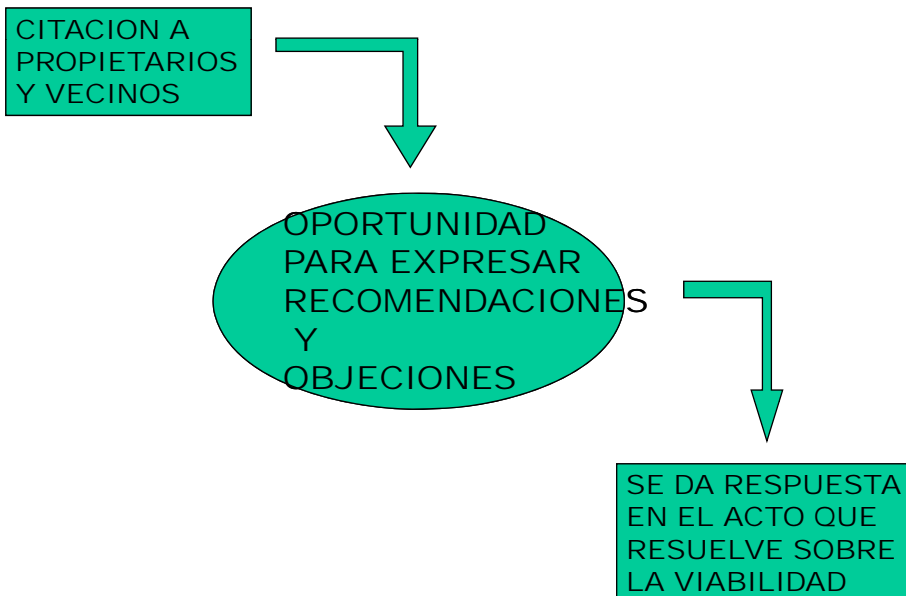 CITACION A
PROPIETARIOS
Y VECINOS
OPORTUNIDAD
PARA EXPRESAR
RECOMENDACIONES
Y
OBJECIONES
SE DA RESPUESTA
EN EL ACTO QUE
RESUELVE SOBRE
LA VIABILIDAD